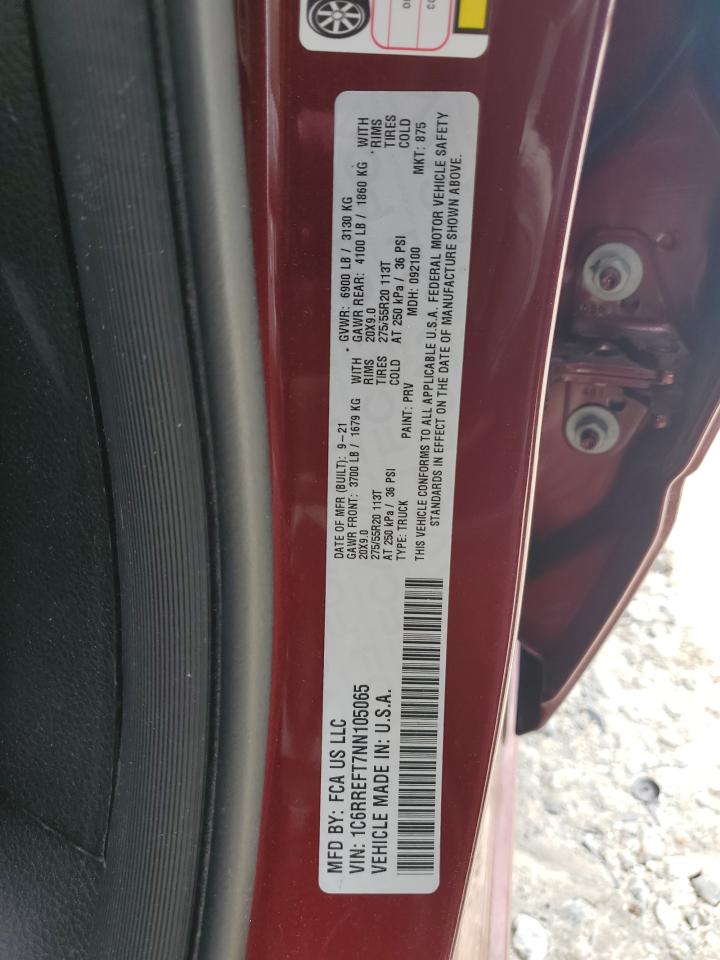 MFD BY: FCA US LLC
VIN: 1C6RREFT7NN105065
VEHICLE MADE IN: U.S.A.
DATE OF MFR (BUILT): 9-21
GAWR FRONT: 3700 LB / 1679 KG WITH
20X9.0 RIMS
275/55R20 113T TIRES
AT 250 kPa / 36 PSI COLD
TYPE: TRUCK PAINT: PRV
GVWR: 6900 LB / 3130 KG
GAWR REAR: 4100 LB / 1860 KG WITH
20X9.0 RIMS
275/55R20 113T TIRES
AT 250 kPa / 36 PSI COLD
MDH: 092100 MKT: 875
THIS VEHICLE CONFORMS TO ALL APPLICABLE U.S.A. FEDERAL MOTOR VEHICLE SAFETY
STANDARDS IN EFFECT ON THE DATE OF MANUFACTURE SHOWN ABOVE.